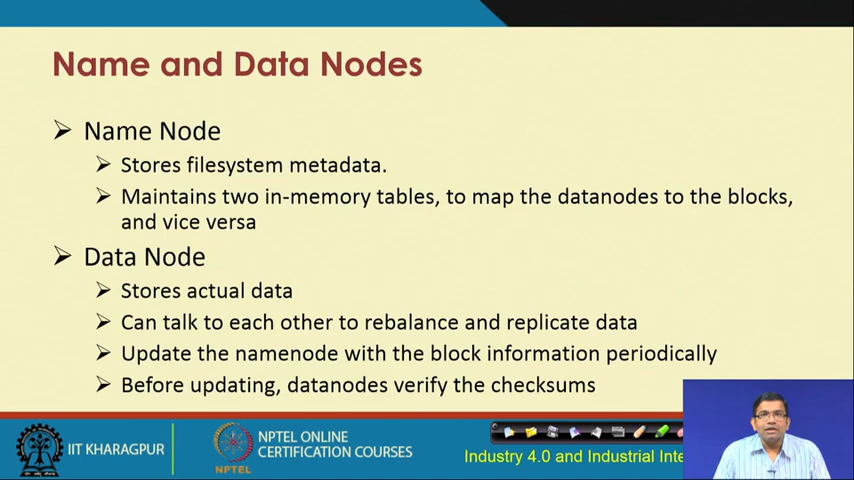 Name and Data Nodes
➢ Name Node
➢ Stores filesystem metadata.
➢ Maintains two in-memory tables, to map the datanodes to the blocks,
and vice versa
➢ Data Node
➢ Stores actual data
➢ Can talk to each other to rebalance and replicate data
➢ Update the namenode with the block information periodically
➢ Before updating, datanodes verify the checksums
IIT KHARAGPUR
NPTEL
NPTEL ONLINE
CERTIFICATION COURSES
Industry 4.0 and Industrial Inte